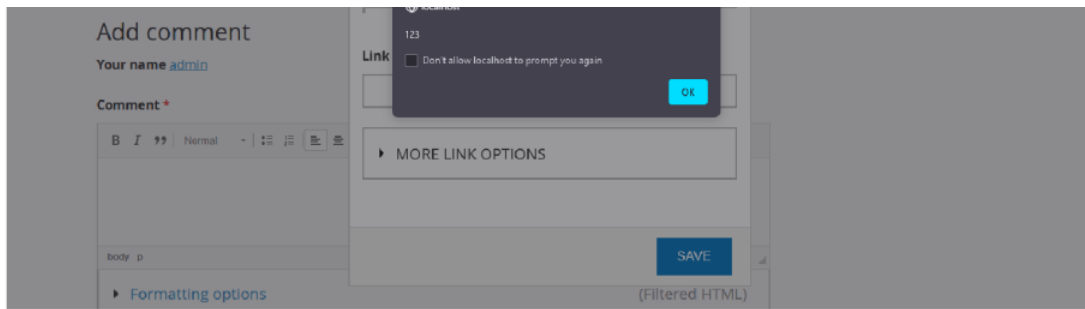 localhost
Add comment
123
Your name admin
Link
Don't allow localhost to prompt you again
OK
Comment *
B I Normal
MORE LINK OPTIONS
body p
SAVE
Formatting options
(Filtered HTML)